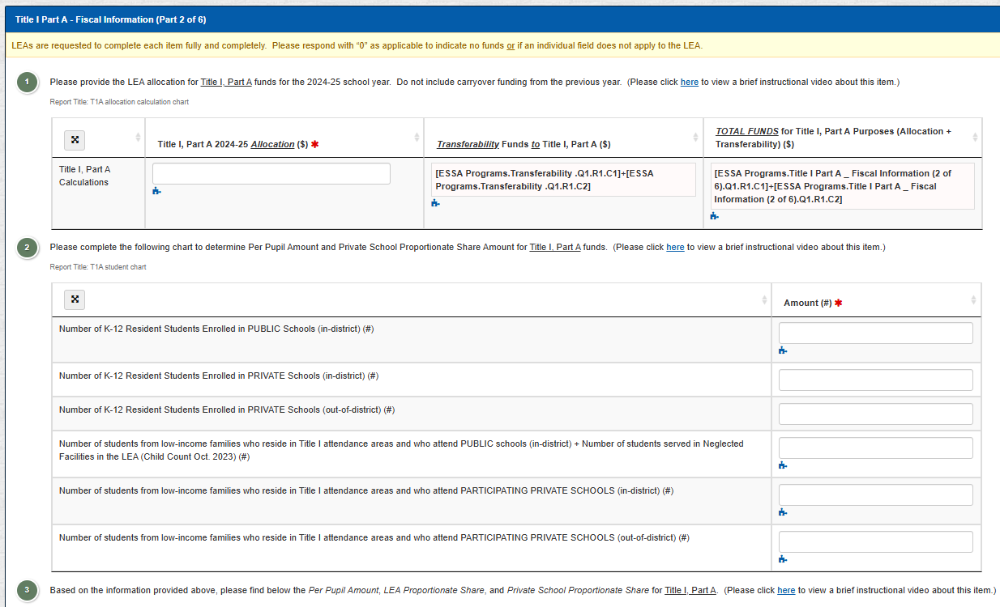 Title I Part A - Fiscal Information (Part 2 of 6)
LEAs are requested to complete each item fully and completely.  Please respond with “0” as applicable to indicate no funds or if an individual field does not apply to the LEA.
1
Please provide the LEA allocation for Title I, Part A funds for the 2024-25 school year.  Do not include carryover funding from the previous year.  (Please click here to view a brief instructional video about this item.)
Report Title: T1A allocation calculation chart
Title I, Part A 2024-25 Allocation ($) ✱
Transferability Funds to Title I, Part A ($)
TOTAL FUNDS for Title I, Part A Purposes (Allocation +
Transferability) ($)
Title I, Part A
Calculations
[ESSA Programs.Transferability .Q1.R1.C1]+[ESSA
Programs.Transferability .Q1.R1.C2]
[ESSA Programs.Title I Part A _ Fiscal Information (2 of
6).Q1.R1.C1]+[ESSA Programs.Title I Part A _ Fiscal
Information (2 of 6).Q1.R1.C2]
2
Please complete the following chart to determine Per Pupil Amount and Private School Proportionate Share Amount for Title I, Part A funds.  (Please click here to view a brief instructional video about this item.)
Report Title: T1A student chart
Amount (#) ✱
Number of K-12 Resident Students Enrolled in PUBLIC Schools (in-district) (#)
Number of K-12 Resident Students Enrolled in PRIVATE Schools (in-district) (#)
Number of K-12 Resident Students Enrolled in PRIVATE Schools (out-of-district) (#)
Number of students from low-income families who reside in Title I attendance areas and who attend PUBLIC schools (in-district) + Number of students served in Neglected
Facilities in the LEA (Child Count Oct. 2023) (#)
Number of students from low-income families who reside in Title I attendance areas and who attend PARTICIPATING PRIVATE SCHOOLS (in-district) (#)
Number of students from low-income families who reside in Title I attendance areas and who attend PARTICIPATING PRIVATE SCHOOLS (out-of-district) (#)
3
Based on the information provided above, please find below the Per Pupil Amount, LEA Proportionate Share, and Private School Proportionate Share for Title I, Part A.  (Please click here to view a brief instructional video about this item.)